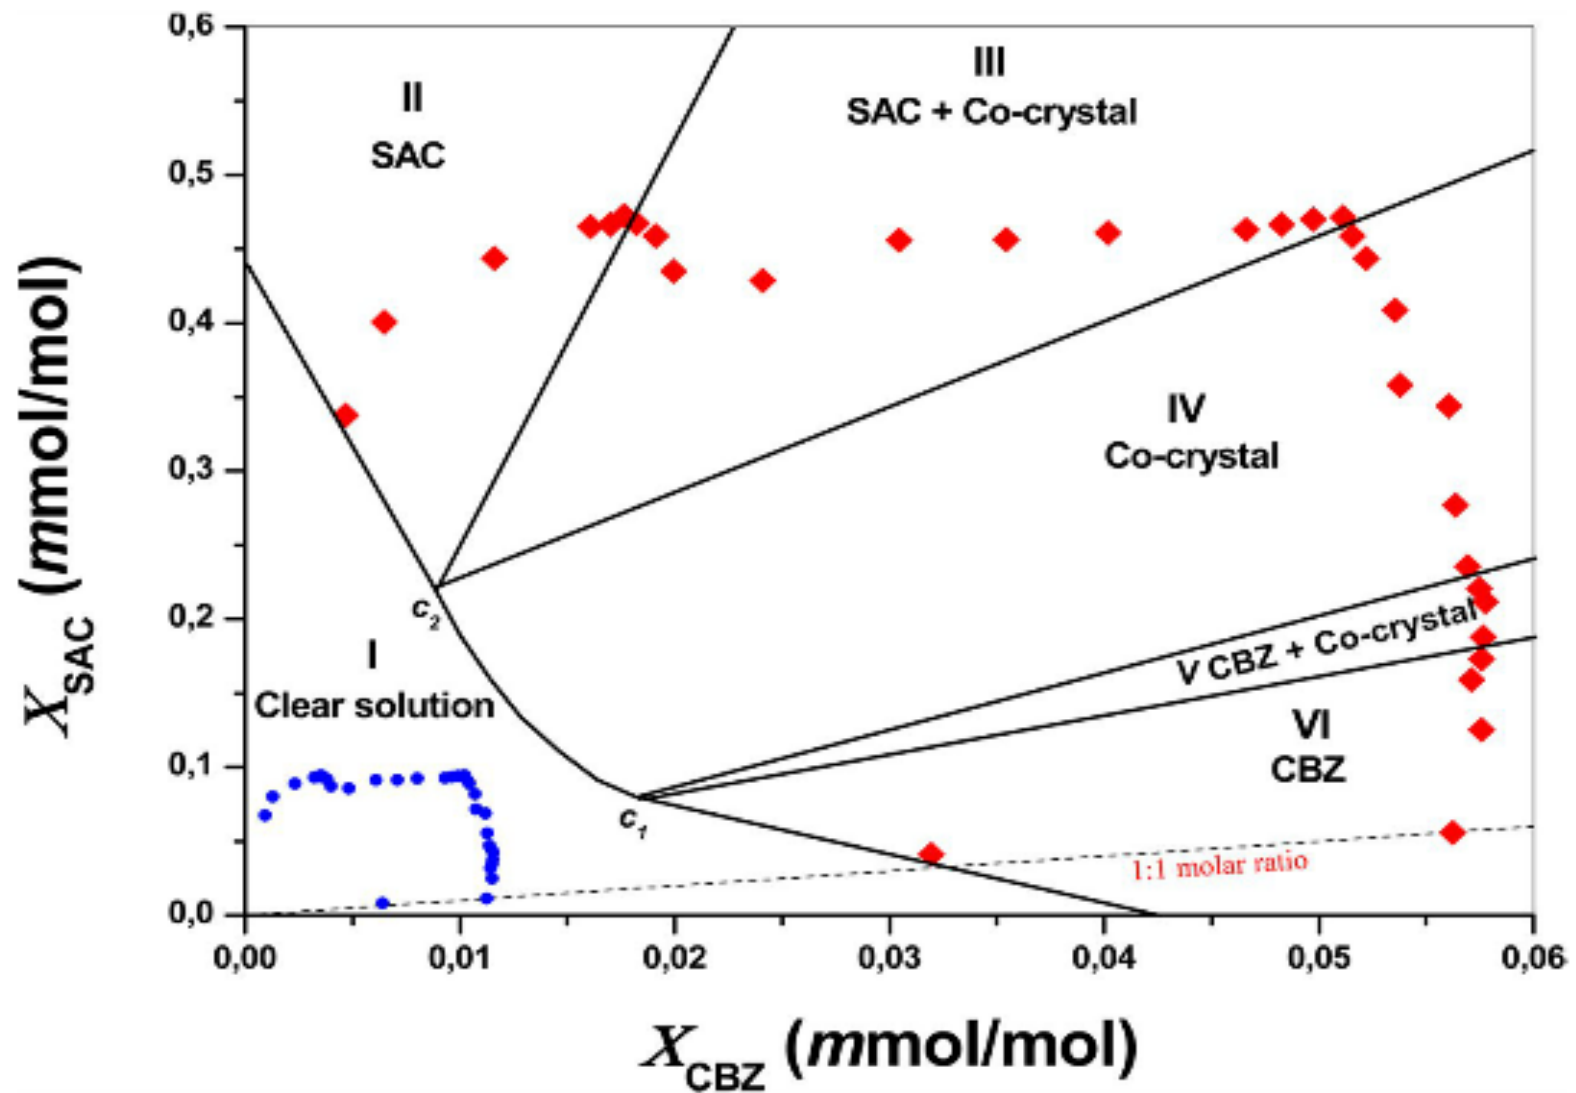 0,6
0,5
0,4
0,3
0,2
0,1
0,0
X_SAC (mmol/mol)
II
SAC
III
SAC + Co-crystal
IV
Co-crystal
V CBZ + Co-crystal
VI
CBZ
I
Clear solution
c2
c1
1:1 molar ratio
0,00 0,01 0,02 0,03 0,04 0,05 0,06
X_CBZ (mmol/mol)